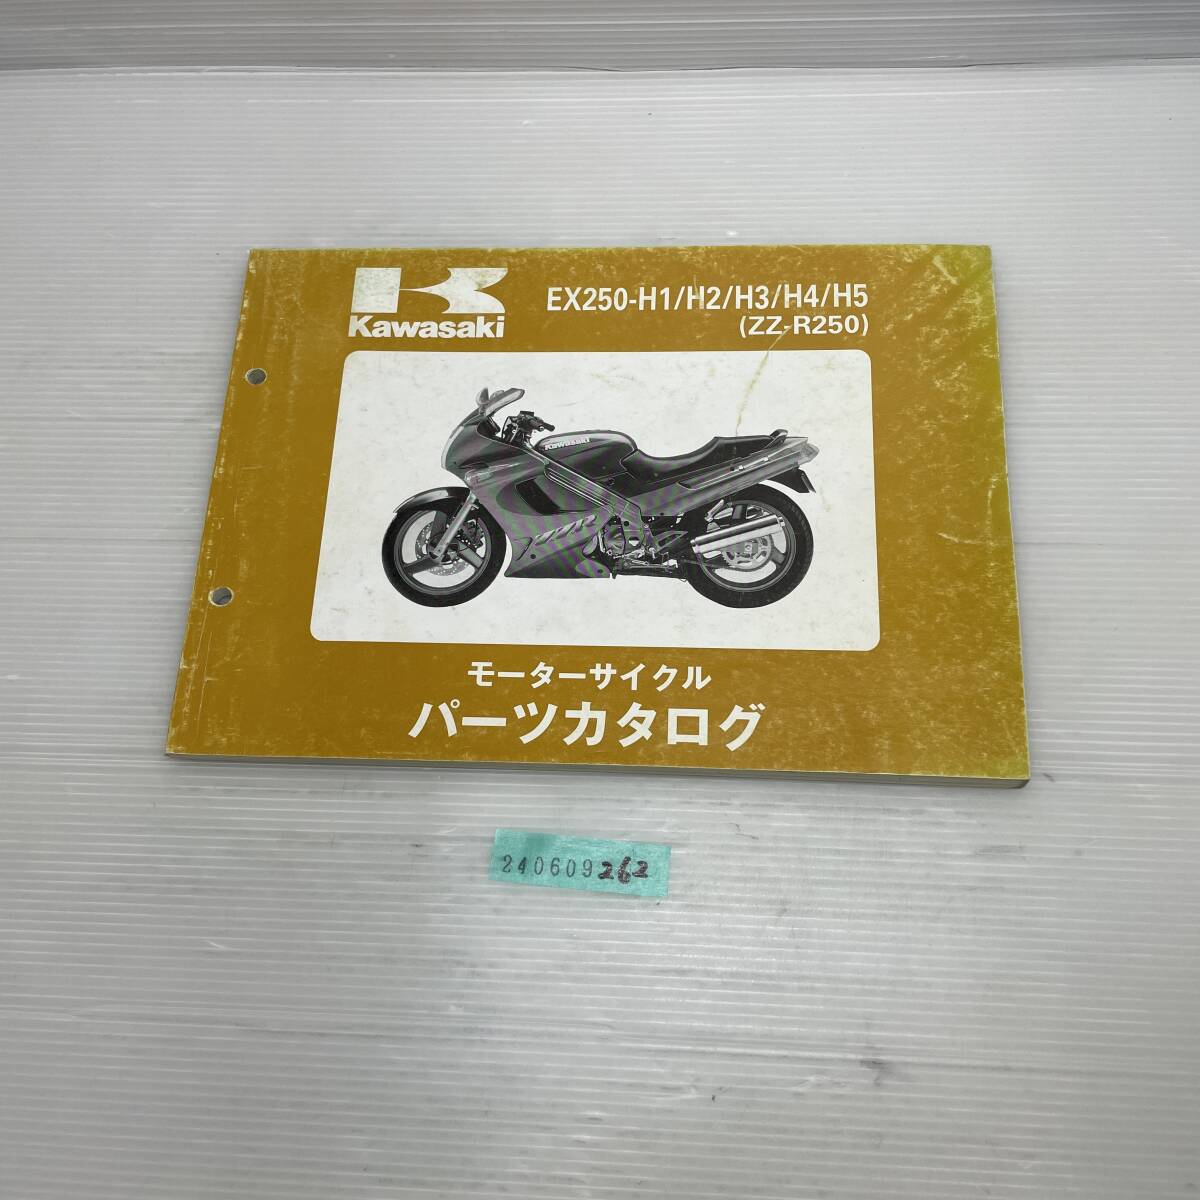 Kawasaki
EX250-H1/H2/H3/H4/H5
(ZZ-R250)
Kawasaki
ZZR
モーターサイクル
パーツカタログ
240609262